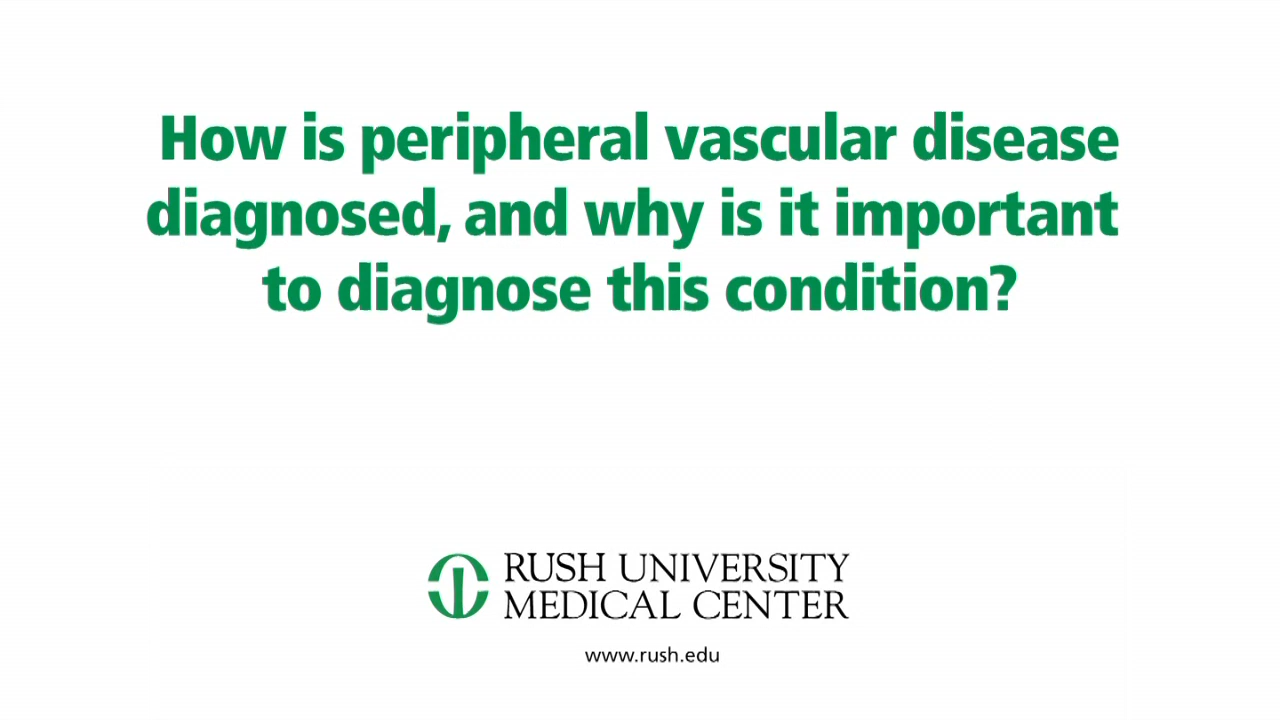 How is peripheral vascular disease
diagnosed, and why is it important
to diagnose this condition?
RUSH UNIVERSITY
MEDICAL CENTER
www.rush.edu